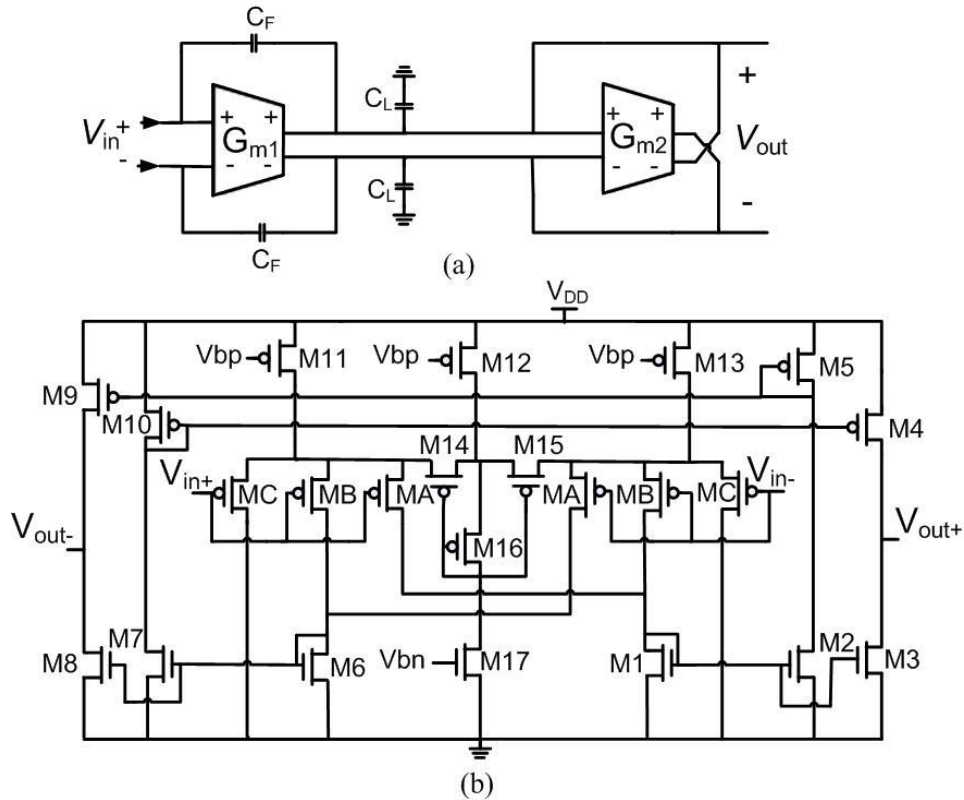 C_F
V_in + + + C_L + + +
G_m1 G_m2 V_out
- - - C_L - - -
C_F
(a)
V_DD
Vbp M11 Vbp M12 Vbp M13 M5
M9
M10 M14 M15 M4
V_in+ MC MB MA MA MB MC V_in-
V_out- M16 V_out+
M8 M7 M6 Vbn M17 M1 M2 M3
(b)